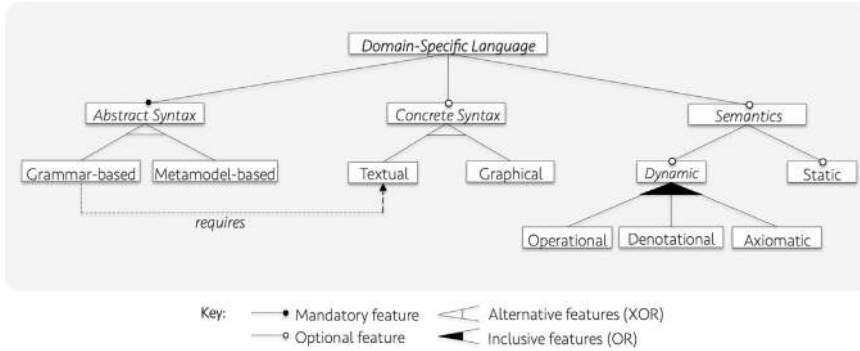 Domain-Specific Language
Abstract Syntax
Concrete Syntax
Semantics
Grammar-based
Metamodel-based
Textual
Graphical
Dynamic
Static
requires
Operational
Denotational
Axiomatic
Key:
Mandatory feature
Alternative features (XOR)
Optional feature
Inclusive features (OR)